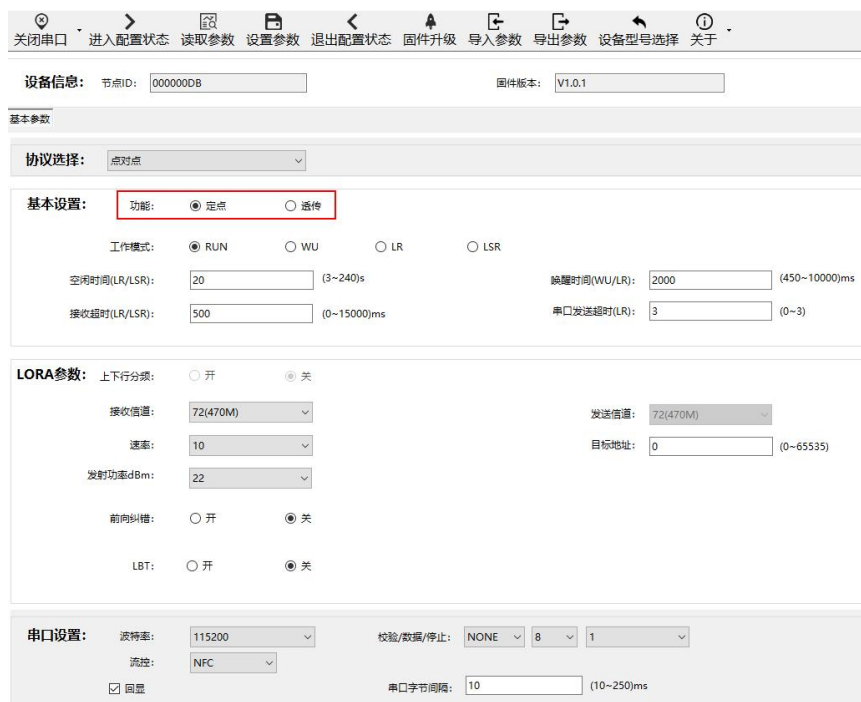 关闭串口 进入配置状态 读取参数 设置参数 退出配置状态 固件升级 导入参数 导出参数 设备型号选择 关于
设备信息: 节点ID: 000000DB 固件版本: V1.0.1
基本参数
协议选择: 点对点
基本设置: 功能: 定点 透传
工作模式: RUN WU LR LSR
空闲时间(LR/LSR): 20 (3~240)s 唤醒时间(WU/LR): 2000 (450~10000)ms
接收超时(LR/LSR): 500 (0~15000)ms 串口发送超时(LR): 3 (0~3)
LORA参数: 上下行分频: 开 关
接收信道: 72(470M) 发送信道: 72(470M)
速率: 10 目标地址: 0 (0~65535)
发射功率dBm: 22
前向纠错: 开 关
LBT: 开 关
串口设置: 波特率: 115200 校验/数据/停止: NONE 8 1
流控: NFC
回显 串口字节间隔: 10 (10~250)ms